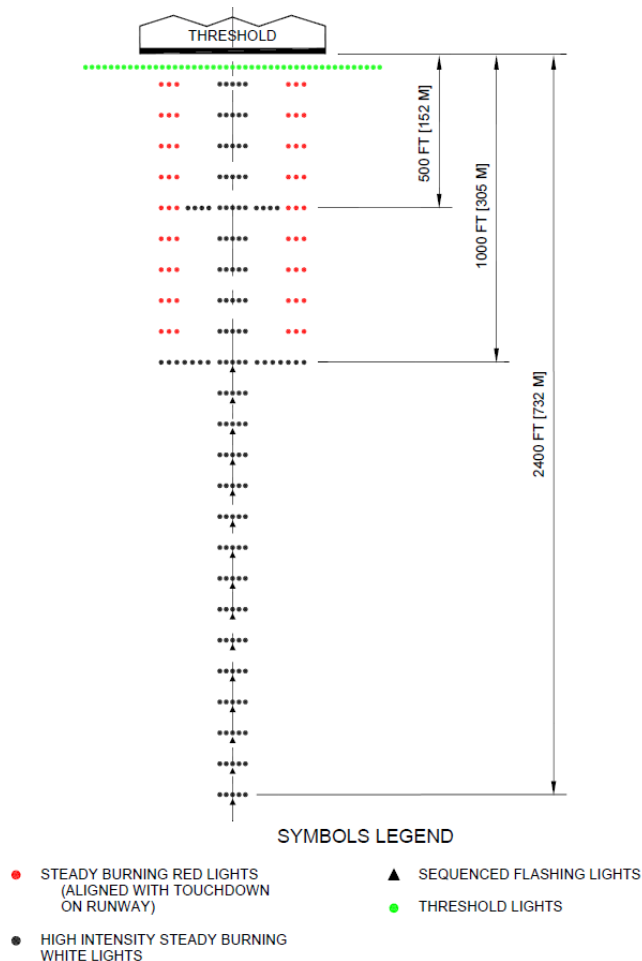 THRESHOLD
500 FT [152 M]
1000 FT [305 M]
2400 FT [732 M]
SYMBOLS LEGEND
STEADY BURNING RED LIGHTS
(ALIGNED WITH TOUCHDOWN
ON RUNWAY)
HIGH INTENSITY STEADY BURNING
WHITE LIGHTS
SEQUENCED FLASHING LIGHTS
THRESHOLD LIGHTS